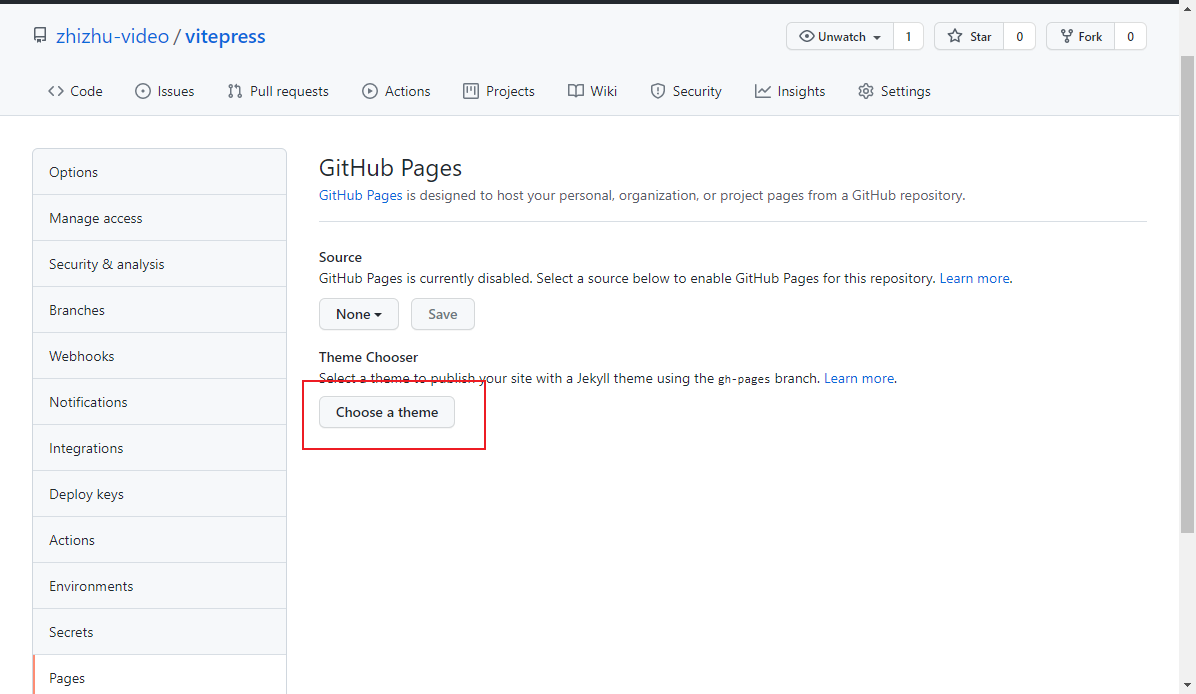 zhizhu-video / vitepress
Unwatch 1 Star 0 Fork 0
Code Issues Pull requests Actions Projects Wiki Security Insights Settings
Options
Manage access
Security & analysis
Branches
Webhooks
Notifications
Integrations
Deploy keys
Actions
Environments
Secrets
Pages
GitHub Pages
GitHub Pages is designed to host your personal, organization, or project pages from a GitHub repository.
Source
GitHub Pages is currently disabled. Select a source below to enable GitHub Pages for this repository. Learn more.
None Save
Theme Chooser
Select a theme to publish your site with a Jekyll theme using the gh-pages branch. Learn more.
Choose a theme